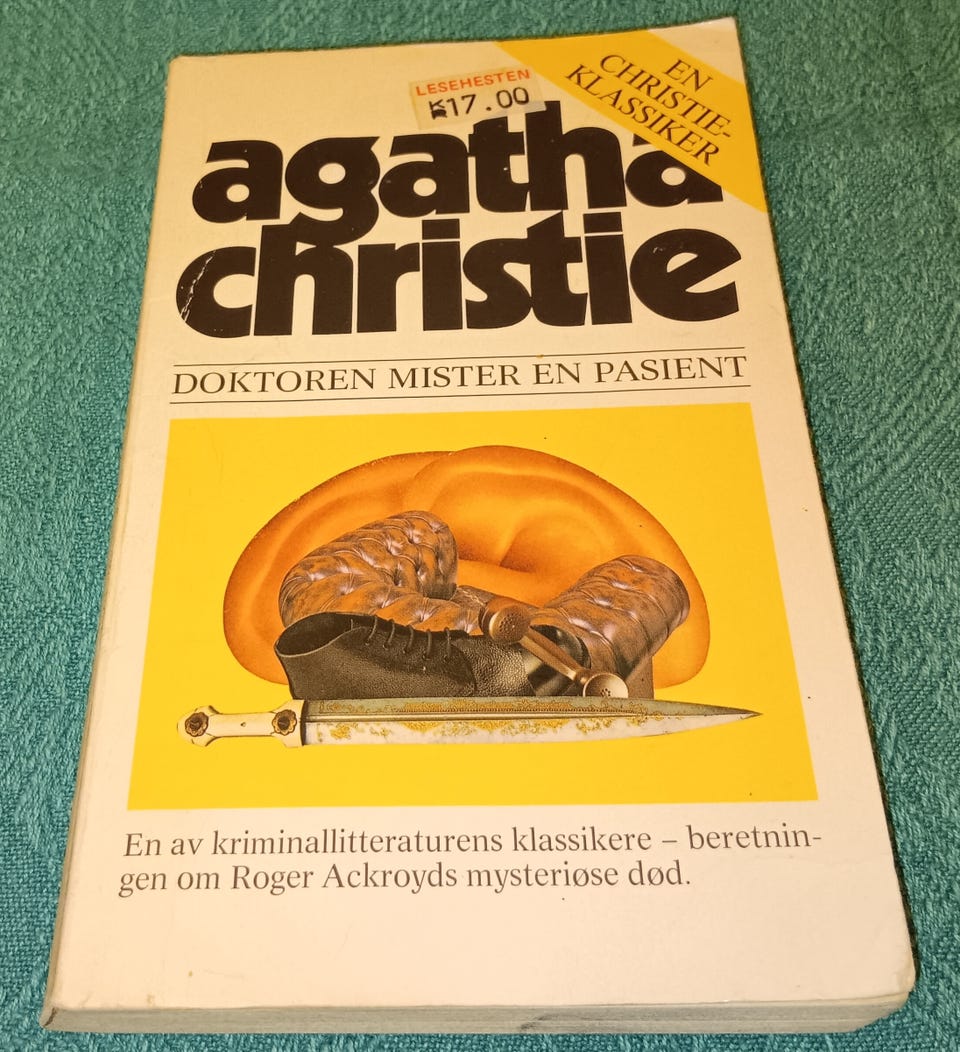 LESEHESTEN
K17.00
EN
CHRISTIE-
KLASSIKER
agatha
christie
DOKTOREN MISTER EN PASIENT
En av kriminallitteraturens klassikere – beretnin-
gen om Roger Ackroyds mysteriøse død.